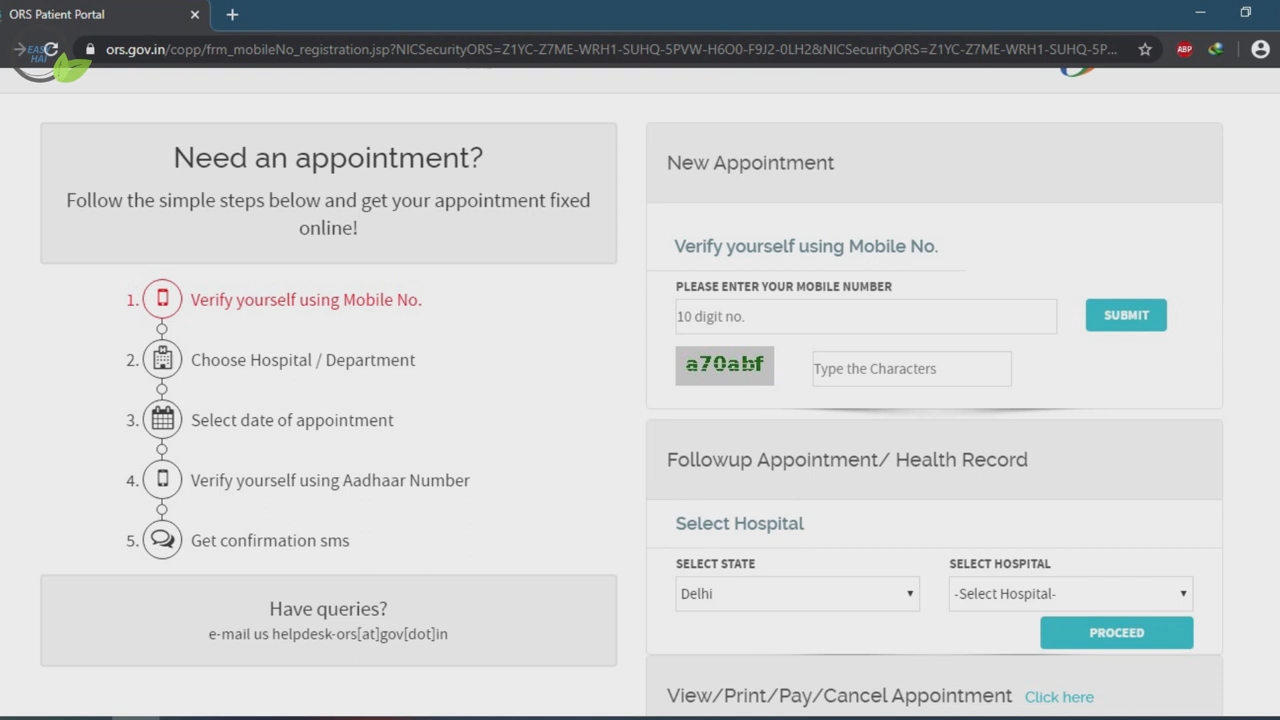 ORS Patient Portal
ors.gov.in/copp/frm_mobileNo_registration.jsp?NICSecurityORS=Z1YC-Z7ME-WRH1-SUHQ-5PVW-H6O0-F9J2-0LH2&NICSecurityORS=Z1YC-Z7ME-WRH1-SUHQ-5P...
ABP
EASY
HAI
Need an appointment?
Follow the simple steps below and get your appointment fixed
online!
1. Verify yourself using Mobile No.
2. Choose Hospital / Department
3. Select date of appointment
4. Verify yourself using Aadhaar Number
5. Get confirmation sms
Have queries?
e-mail us helpdesk-ors[at]gov[dot]in
New Appointment
Verify yourself using Mobile No.
PLEASE ENTER YOUR MOBILE NUMBER
10 digit no.
SUBMIT
a70abf
Type the Characters
Followup Appointment/ Health Record
Select Hospital
SELECT STATE
SELECT HOSPITAL
Delhi
-Select Hospital-
PROCEED
View/Print/Pay/Cancel Appointment Click here